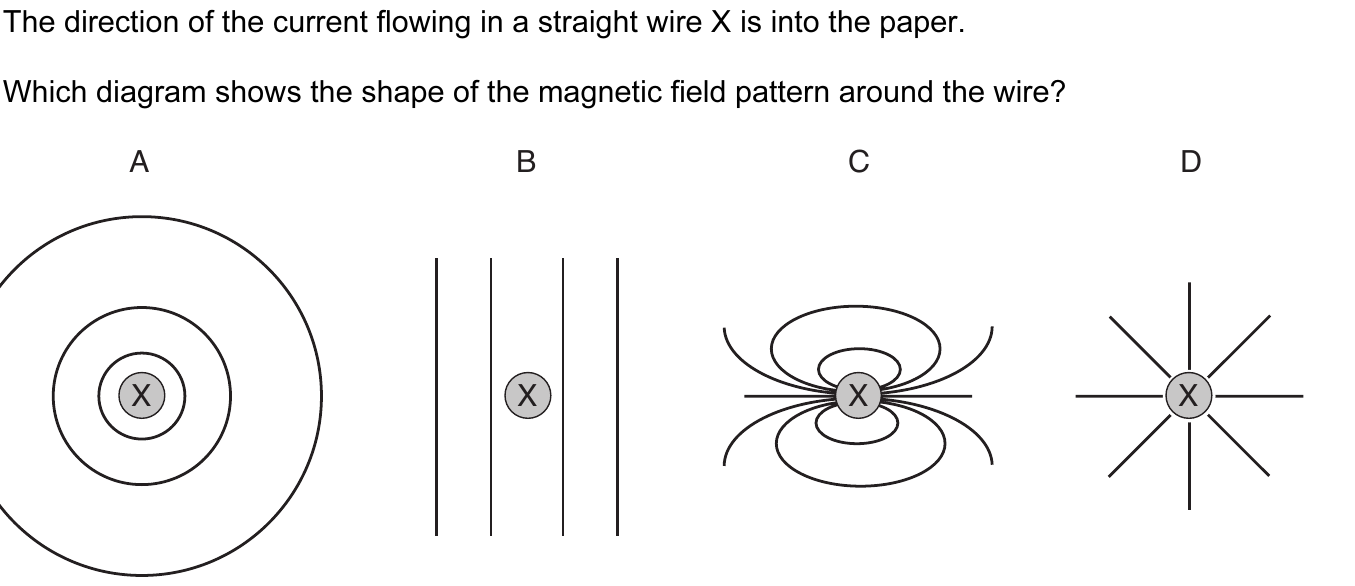 The direction of the current flowing in a straight wire X is into the paper.
Which diagram shows the shape of the magnetic field pattern around the wire?
A B C D
X X X X